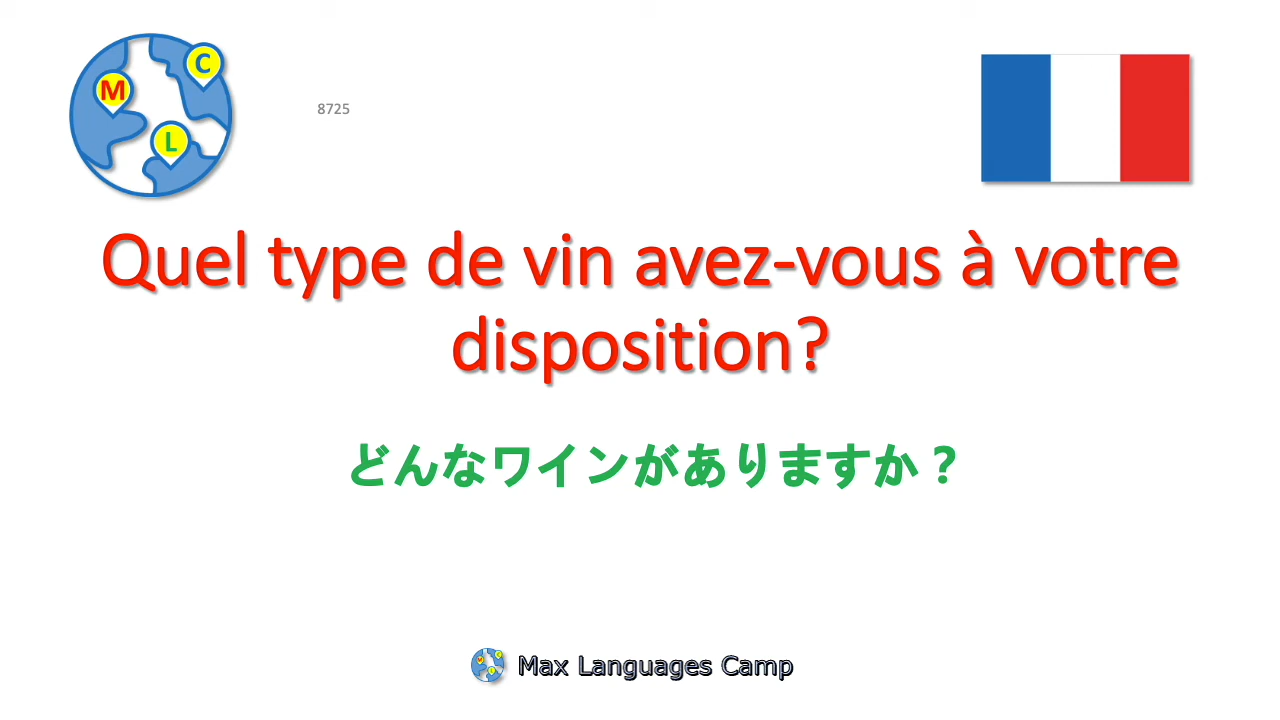 M
C
L
8725
Quel type de vin avez-vous à votre
disposition?
どんなワインがありますか？
Max Languages Camp